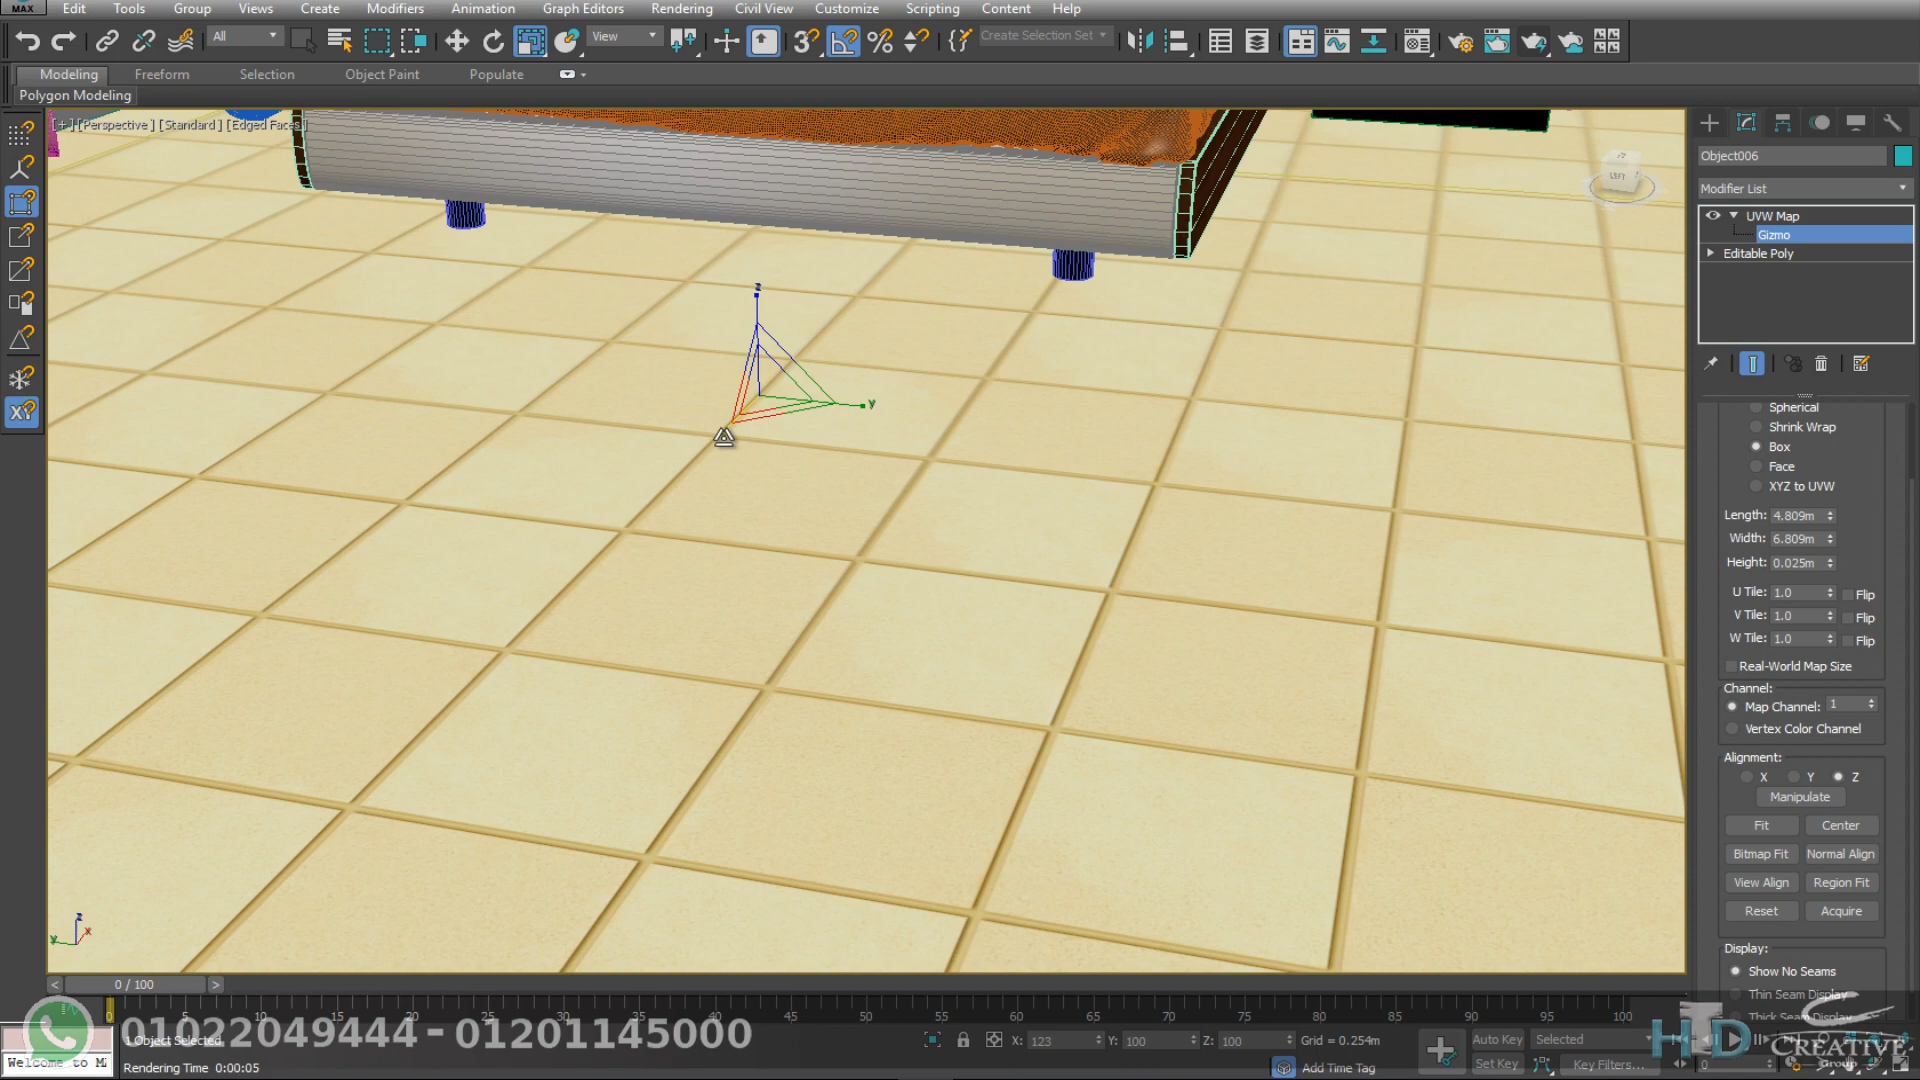 MAX Edit Tools Group Views Create Modifiers Animation Graph Editors Rendering Civil View Customize Scripting Content Help
All View Create Selection Set
Modeling Freeform Selection Object Paint Populate
Polygon Modeling
[+][Perspective][Standard][Edged Faces]
LEFT
Object006
Modifier List
UVW Map
Gizmo
Editable Poly
z
y
XY
Spherical
Shrink Wrap
Box
Face
XYZ to UVW
Length: 4.809m
Width: 6.809m
Height: 0.025m
U Tile: 1.0 Flip
V Tile: 1.0 Flip
W Tile: 1.0 Flip
Real-World Map Size
Channel:
Map Channel: 1
Vertex Color Channel
Alignment:
X Y Z
Manipulate
Fit Center
Bitmap Fit Normal Align
View Align Region Fit
Reset Acquire
Display:
Show No Seams
Thin Seam Display
Thick Seam Display
z
y x
0 / 100
0 5 10 15 20 25 30 35 40 45 50 55 60 65 70 75 80 85 90 95 100
01022049444 - 01201145000
1 Object Selected
X: 123 Y: 100 Z: 100 Grid = 0.254m
Auto Key Selected
Welcome to M
Rendering Time 0:00:05
Add Time Tag
Set Key Key Filters...
0
HD CREATIVE
Group